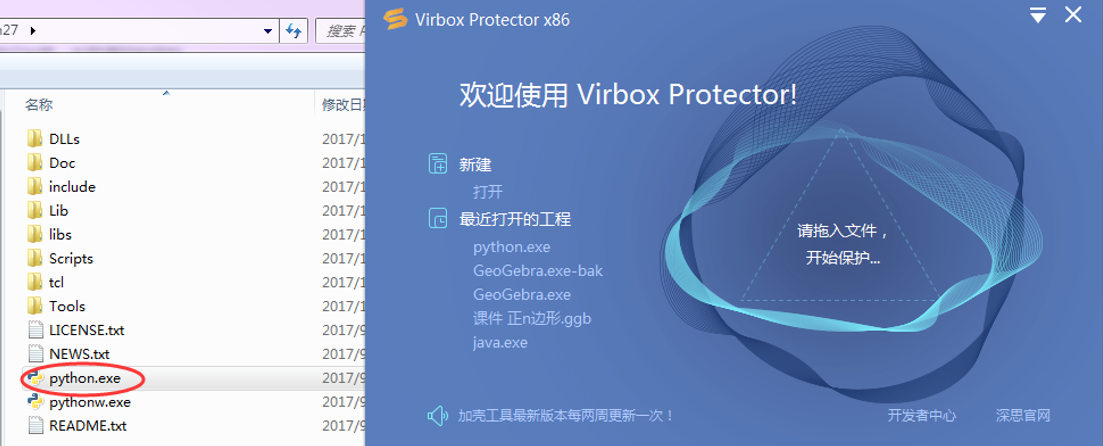 n27
搜索 P
名称
修改日期
DLLs
2017/1
Doc
2017/1
include
2017/1
Lib
2017/1
libs
2017/1
Scripts
2017/1
tcl
2017/1
Tools
2017/1
LICENSE.txt
2017/9
NEWS.txt
2017/9
python.exe
2017/9
pythonw.exe
2017/9
README.txt
2017/9
Virbox Protector x86
欢迎使用 Virbox Protector!
新建
打开
最近打开的工程
python.exe
GeoGebra.exe-bak
GeoGebra.exe
课件 正n边形.ggb
java.exe
请拖入文件，
开始保护...
加壳工具最新版本每两周更新一次！
开发者中心
深思官网